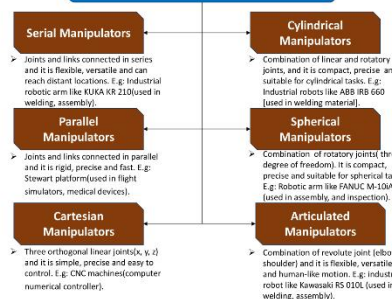 Serial Manipulators
➢ Joints and links connected in series
and it is flexible, versatile and can
reach distant locations. E.g: Industrial
robotic arm like KUKA KR 210(used in
welding, assembly).
Parallel
Manipulators
➢ Joints and links connected in parallel
and it is rigid, precise and fast. E.g:
Stewart platform(used in flight
simulators, medical devices).
Cartesian
Manipulators
➢ Three orthogonal linear joints(x, y, z)
and it is simple, precise and easy to
control. E.g: CNC machines(computer
numerical controller).
Cylindrical
Manipulators
➢ Combination of linear and rotatory
joints, and it is compact, precise
suitable for cylindrical tasks. E.g:
Industrial robots like ABB IRB 660
[used in welding material].
Spherical
Manipulators
➢ Combination of rotatory joints(
degree of freedom). It is compact,
precise and suitable for spherical
E.g: Robotic arm like FANUC
[used in assembly, and inspection).
Articulated
Manipulators
➢ Combination of revolute joint (elbow
shoulder) and it is flexible, versatile
and human-like motion. E.g:
robot like Kawasaki RS 010L (used in
welding, assembly).